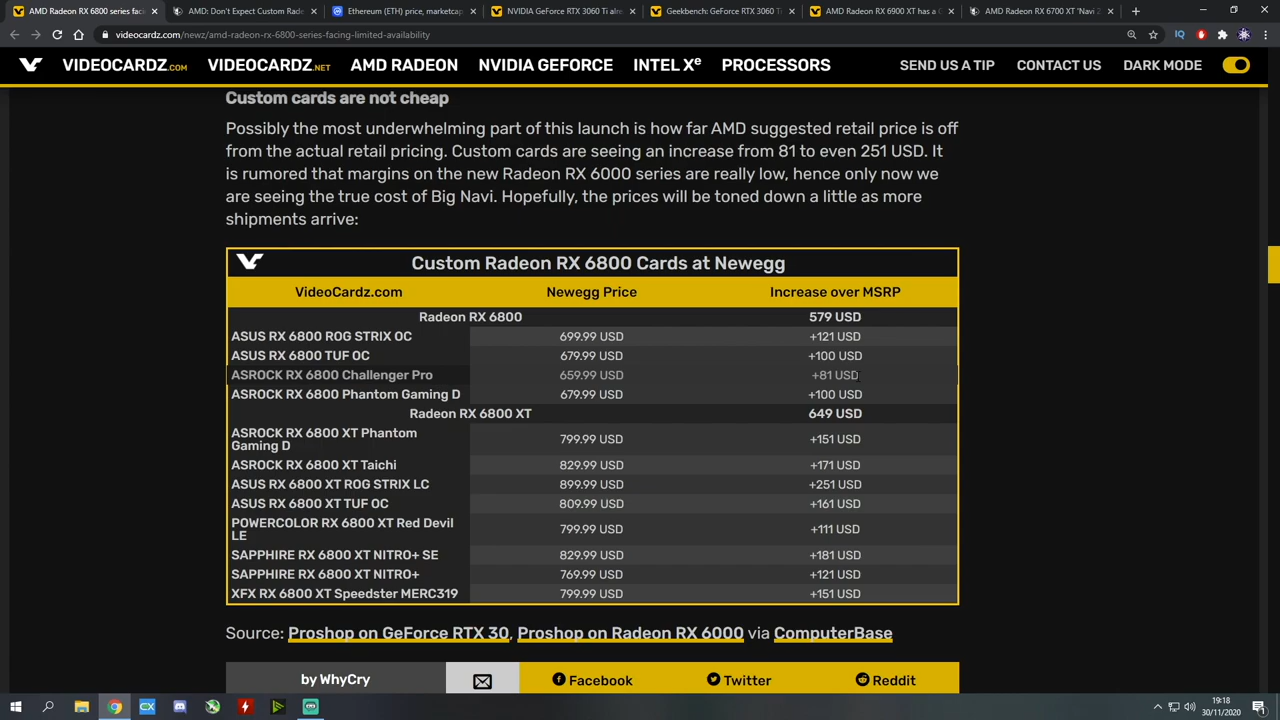 AMD Radeon RX 6800 series faci
AMD: Don't Expect Custom Rader
Ethereum (ETH) price, marketcap
NVIDIA GeForce RTX 3060 Ti alre
Geekbench: GeForce RTX 3060 Ti
AMD Radeon RX 6900 XT has a C
AMD Radeon RX 6700 XT 'Navi 2
videocardz.com/newz/amd-radeon-rx-6800-series-facing-limited-availability
VIDEOCARDZ.COM VIDEOCARDZ.NET AMD RADEON NVIDIA GEFORCE INTEL Xe PROCESSORS SEND US A TIP CONTACT US DARK MODE
Custom cards are not cheap
Possibly the most underwhelming part of this launch is how far AMD suggested retail price is off
from the actual retail pricing. Custom cards are seeing an increase from 81 to even 251 USD. It
is rumored that margins on the new Radeon RX 6000 series are really low, hence only now we
are seeing the true cost of Big Navi. Hopefully, the prices will be toned down a little as more
shipments arrive:
Custom Radeon RX 6800 Cards at Newegg
VideoCardz.com Newegg Price Increase over MSRP
Radeon RX 6800 579 USD
ASUS RX 6800 ROG STRIX OC 699.99 USD +121 USD
ASUS RX 6800 TUF OC 679.99 USD +100 USD
ASROCK RX 6800 Challenger Pro 659.99 USD +81 USD
ASROCK RX 6800 Phantom Gaming D 679.99 USD +100 USD
Radeon RX 6800 XT 649 USD
ASROCK RX 6800 XT Phantom
Gaming D 799.99 USD +151 USD
ASROCK RX 6800 XT Taichi 829.99 USD +171 USD
ASUS RX 6800 XT ROG STRIX LC 899.99 USD +251 USD
ASUS RX 6800 XT TUF OC 809.99 USD +161 USD
POWERCOLOR RX 6800 XT Red Devil
LE 799.99 USD +111 USD
SAPPHIRE RX 6800 XT NITRO+ SE 829.99 USD +181 USD
SAPPHIRE RX 6800 XT NITRO+ 769.99 USD +121 USD
XFX RX 6800 XT Speedster MERC319 799.99 USD +151 USD
Source: Proshop on GeForce RTX 30, Proshop on Radeon RX 6000 via ComputerBase
by WhyCry Facebook Twitter Reddit
19:18
30/11/2020